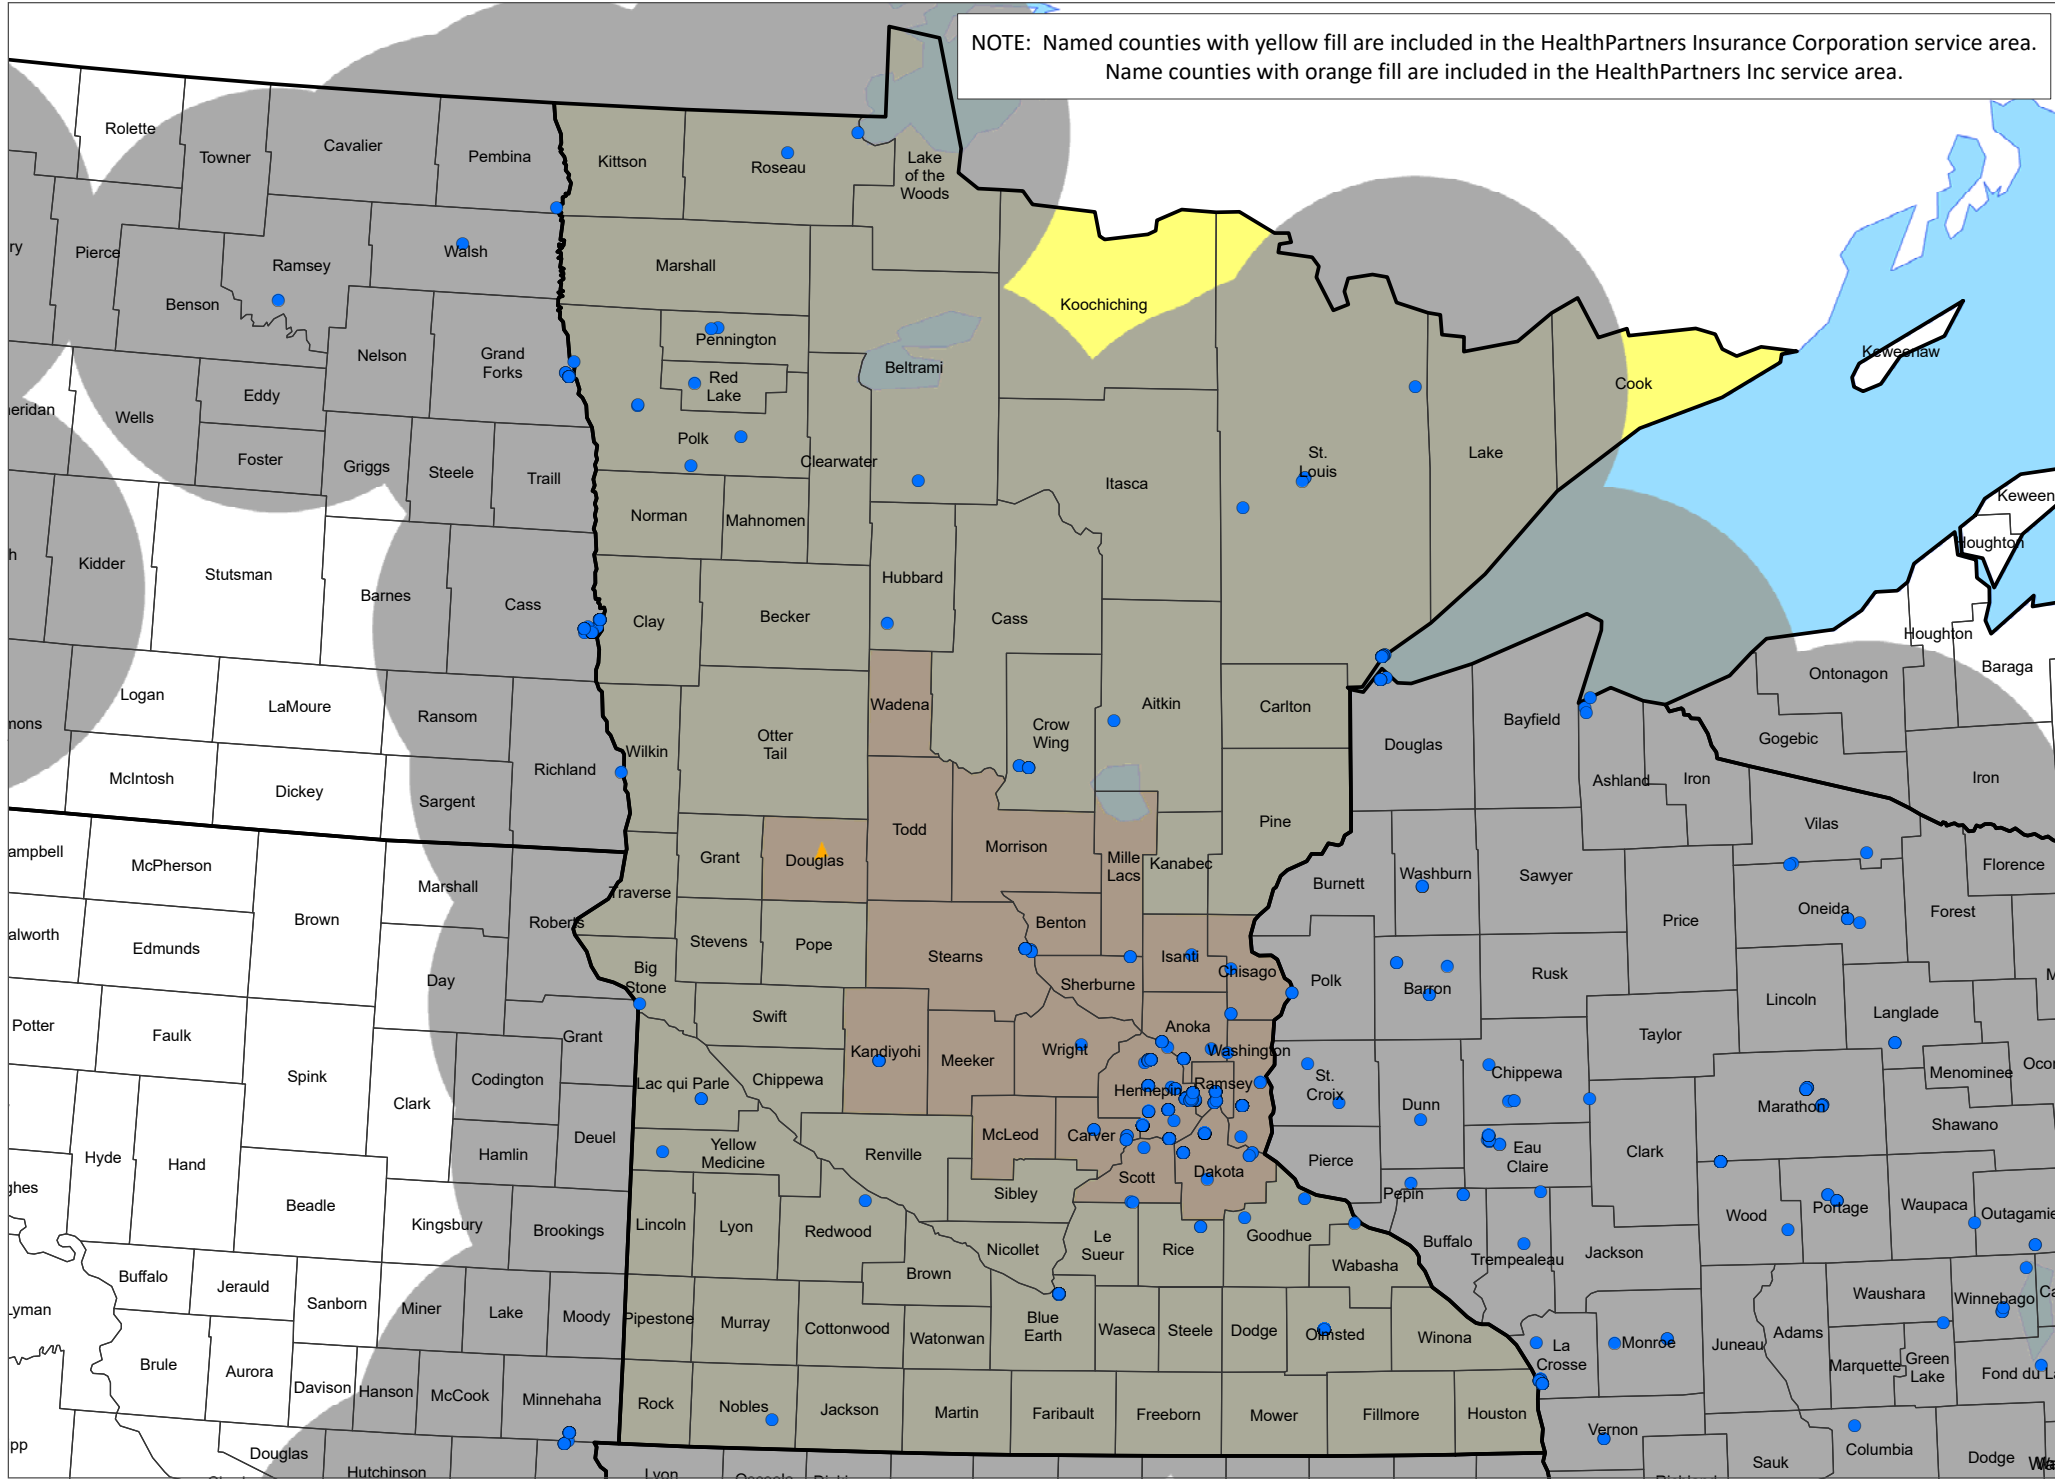 NOTE: Named counties with yellow fill are included in the HealthPartners Insurance Corporation service area.
Name counties with orange fill are included in the HealthPartners Inc service area.
Rolette
Towner
Cavalier
Pembina
Kittson
Roseau
Lake
of the
Woods
ry
Pierce
Benson
Ramsey
Walsh
Marshall
Koochiching
Nelson
Grand
Forks
Pennington
Red
Lake
Beltrami
Cook
Keweenaw
eridan
Wells
Eddy
Foster
Griggs
Steele
Traill
Polk
Clearwater
Itasca
St.
Louis
Lake
Keween
Houghton
h
Kidder
Stutsman
Barnes
Cass
Norman
Mahnomen
Clay
Becker
Hubbard
Cass
Houghton
Baraga
Ontonagon
mons
Logan
LaMoure
Ransom
Richland
Wilkin
Otter
Tail
Wadena
Crow
Wing
Aitkin
Carlton
Douglas
Bayfield
Ashland
Iron
Gogebic
Iron
McIntosh
Dickey
Sargent
Todd
Morrison
Mille
Lacs
Kanabec
Pine
Vilas
Florence
ampbell
McPherson
Marshall
Roberts
Traverse
Grant
Douglas
Burnett
Washburn
Sawyer
Price
Oneida
Forest
alworth
Edmunds
Brown
Day
Big
Stone
Stevens
Pope
Stearns
Benton
Sherburne
Isanti
Chisago
Polk
Barron
Rusk
Lincoln
Langlade
M
Potter
Faulk
Spink
Clark
Codington
Grant
Swift
Kandiyohi
Meeker
Wright
Anoka
Washington
Taylor
Lac qui Parle
Chippewa
Hennepin
Ramsey
St.
Croix
Dunn
Chippewa
Marathon
Menominee
Ocon
Shawano
Hyde
Hand
Hamlin
Deuel
Yellow
Medicine
Renville
McLeod
Carver
Scott
Dakota
Pierce
Eau
Claire
Clark
ghes
Beadle
Kingsbury
Brookings
Lincoln
Lyon
Redwood
Sibley
Nicollet
Le
Sueur
Rice
Goodhue
Pepin
Buffalo
Trempealeau
Jackson
Wood
Portage
Waupaca
Outagamie
Buffalo
Jerauld
Sanborn
Miner
Lake
Moody
Brown
Wabasha
Waushara
Winnebago
Ca
Lyman
Brule
Aurora
Davison
Hanson
McCook
Minnehaha
Pipestone
Murray
Cottonwood
Watonwan
Blue
Earth
Waseca
Steele
Dodge
Olmsted
Winona
La
Crosse
Monroe
Juneau
Adams
Marquette
Green
Lake
Fond du La
Rock
Nobles
Jackson
Martin
Faribault
Freeborn
Mower
Fillmore
Houston
Vernon
Columbia
pp
Douglas
Hutchinson
Lyon
Sauk
Dodge